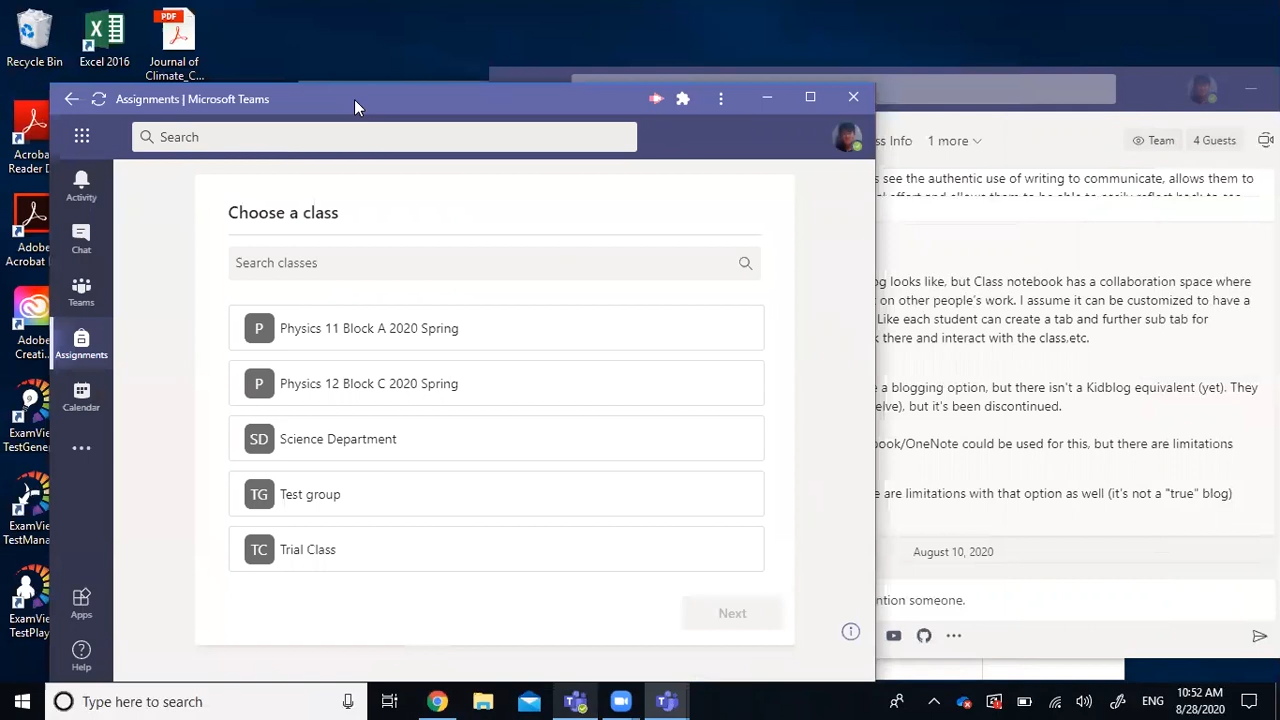 Recycle Bin
Excel 2016
PDF
Journal of
Climate_C...
Assignments | Microsoft Teams
Search
Activity
Chat
Teams
Assignments
Calendar
Apps
Help
Choose a class
Search classes
P Physics 11 Block A 2020 Spring
P Physics 12 Block C 2020 Spring
SD Science Department
TG Test group
TC Trial Class
Next
Acroba
Reader D
Adobe
Acrobat
Adobe
Creati
ExamVie
TestGene
ExamVie
TestMana
ExamVie
TestPlay
ss Info
1 more
Team
4 Guests
s see the authentic use of writing to communicate, allows them to
og looks like, but Class notebook has a collaboration space where
t on other people's work. I assume it can be customized to have a
Like each student can create a tab and further sub tab for
k there and interact with the class,etc.
e a blogging option, but there isn't a Kidblog equivalent (yet). They
elve), but it's been discontinued.
book/OneNote could be used for this, but there are limitations
e are limitations with that option as well (it's not a "true" blog)
August 10, 2020
ntion someone.
Type here to search
ENG
10:52 AM
8/28/2020